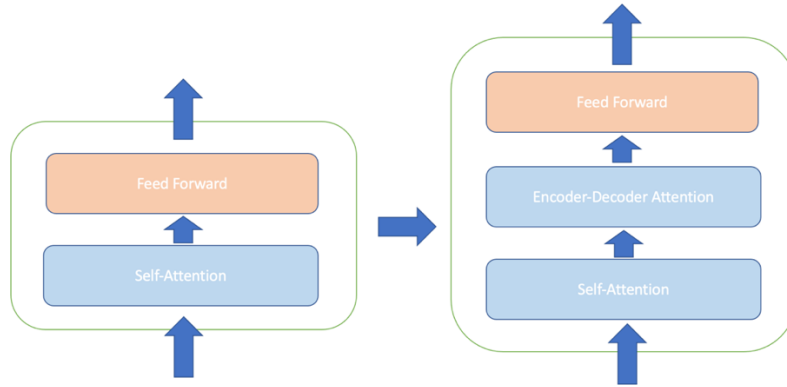 Feed Forward
Self-Attention
Feed Forward
Encoder-Decoder Attention
Self-Attention